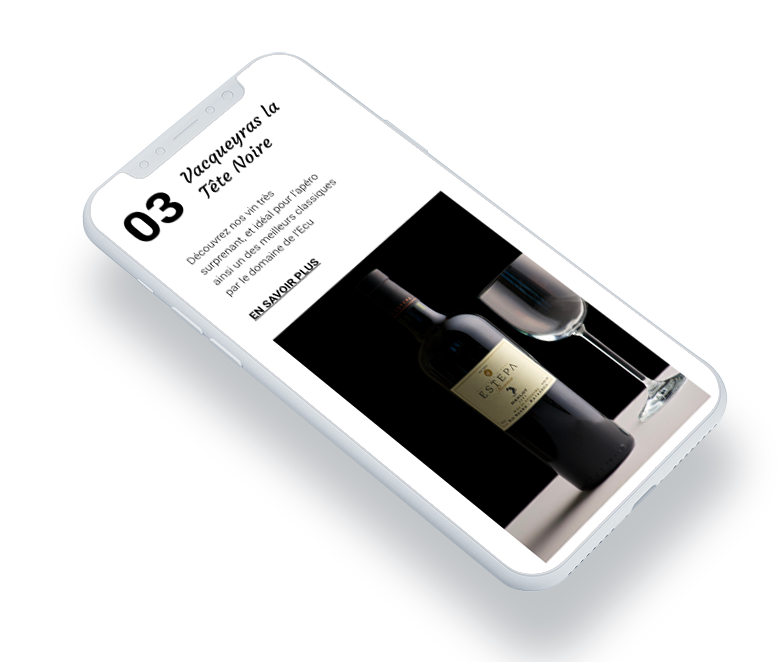 03
Vacqueyras la
Tête Noire
Découvrez nos vin très
surprenant, et idéal pour l'apéro
ainsi un des meilleurs classiques
par le domaine de l'Ecu
EN SAVOIR PLUS
ESTEPA
MERLOT